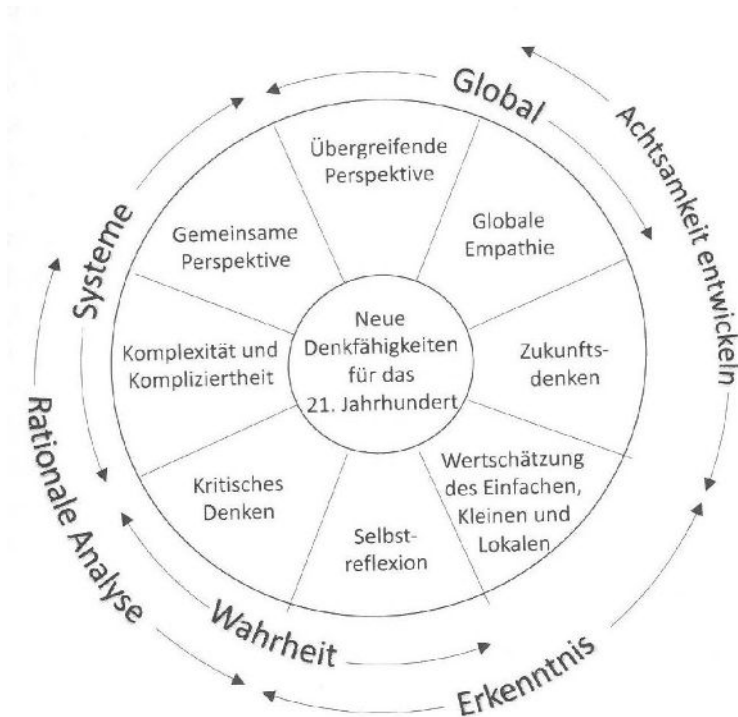 Global
Achtsamkeit entwickeln
Systeme
Übergreifende
Perspektive
Globale
Empathie
Gemeinsame
Perspektive
Neue
Denkfähigkeiten
für das
21. Jahrhundert
Zukunfts-
denken
Komplexität und
Kompliziertheit
Wertschätzung
des Einfachen,
Kleinen und
Lokalen
Kritisches
Denken
Selbst-
reflexion
Rationale Analyse
Wahrheit
Erkenntnis